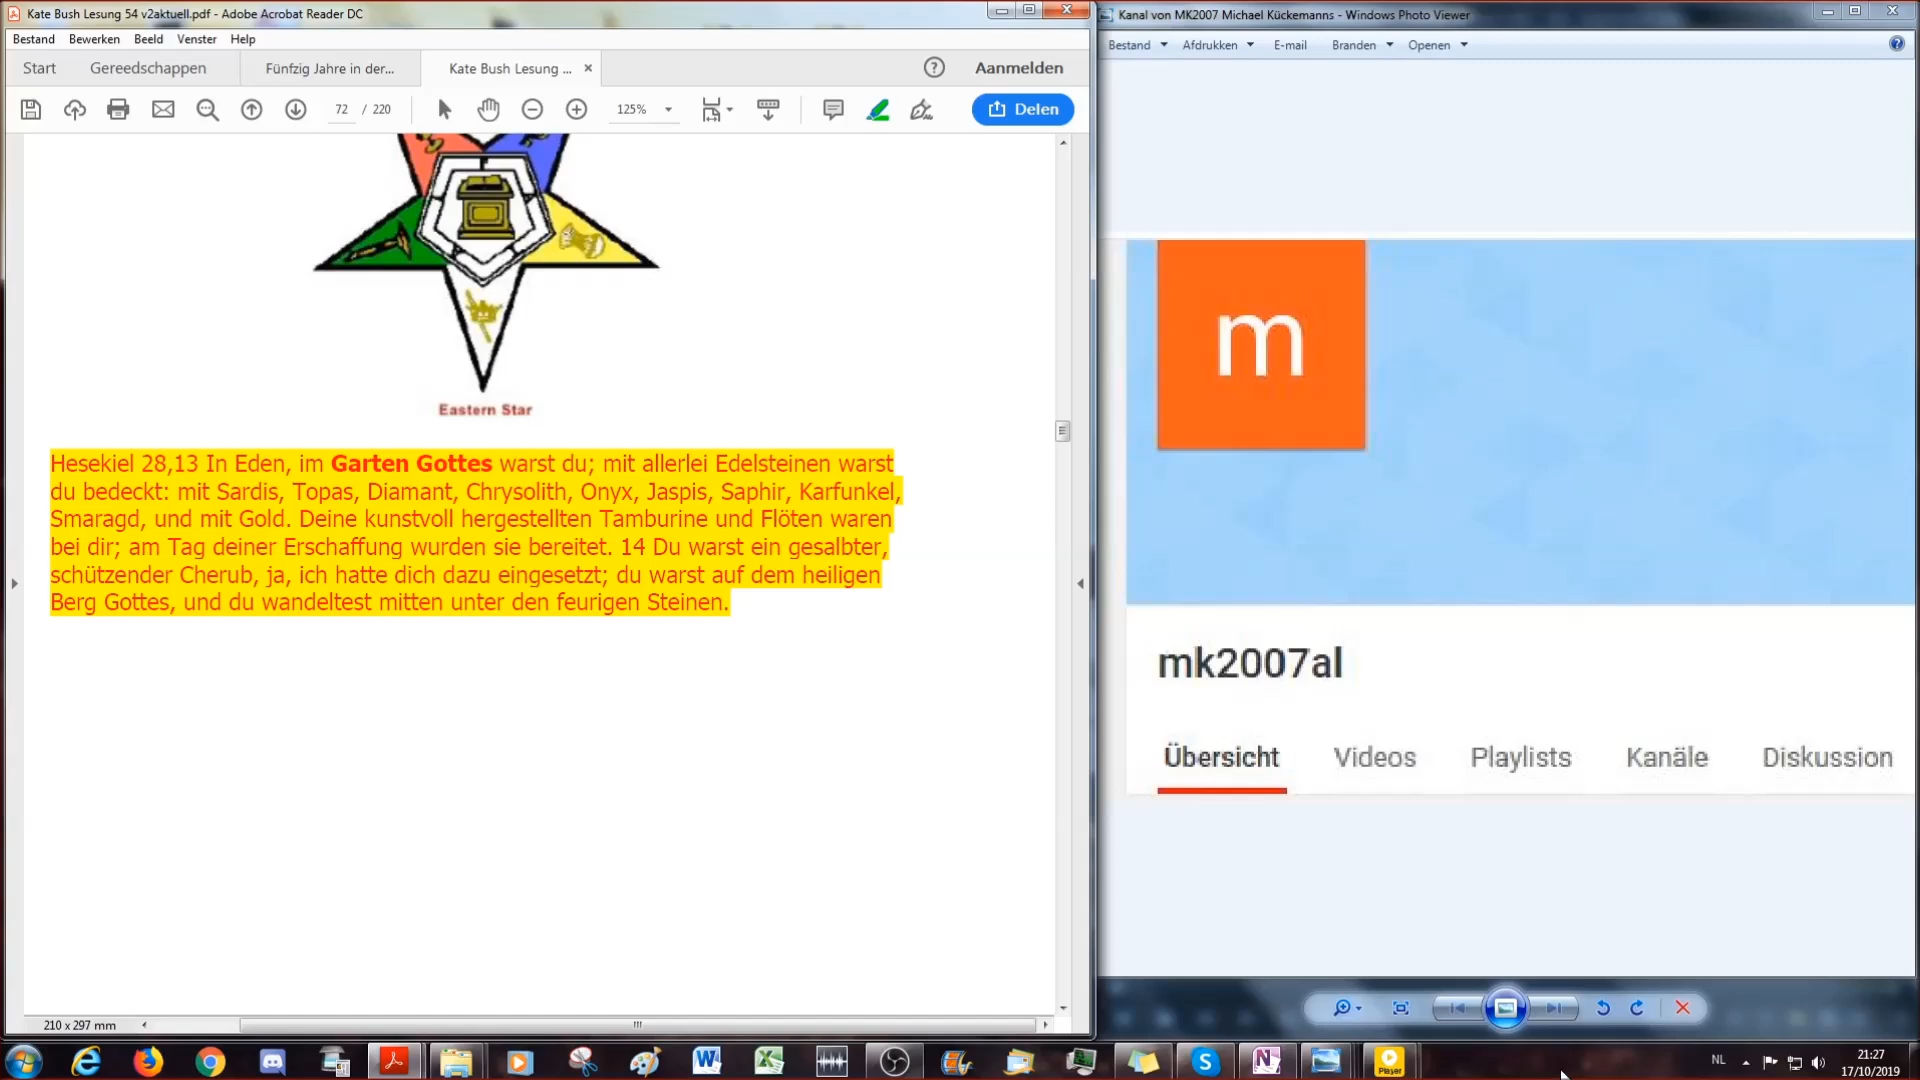 Kate Bush Lesung 54 v2aktuell.pdf - Adobe Acrobat Reader DC
Bestand Bewerken Beeld Venster Help
Start Gereedschappen Fünfzig Jahre in der... Kate Bush Lesung ... Aanmelden
72 / 220 125% Delen
Eastern Star
Hesekiel 28,13 In Eden, im Garten Gottes warst du; mit allerlei Edelsteinen warst
du bedeckt: mit Sardis, Topas, Diamant, Chrysolith, Onyx, Jaspis, Saphir, Karfunkel,
Smaragd, und mit Gold. Deine kunstvoll hergestellten Tamburine und Flöten waren
bei dir; am Tag deiner Erschaffung wurden sie bereitet. 14 Du warst ein gesalbter,
schützender Cherub, ja, ich hatte dich dazu eingesetzt; du warst auf dem heiligen
Berg Gottes, und du wandeltest mitten unter den feurigen Steinen.
210 x 297 mm
Kanal von MK2007 Michael Kückemanns - Windows Photo Viewer
Bestand Afdrukken E-mail Branden Openen
m
mk2007al
Übersicht Videos Playlists Kanäle Diskussion
Player
NL
21:27
17/10/2019